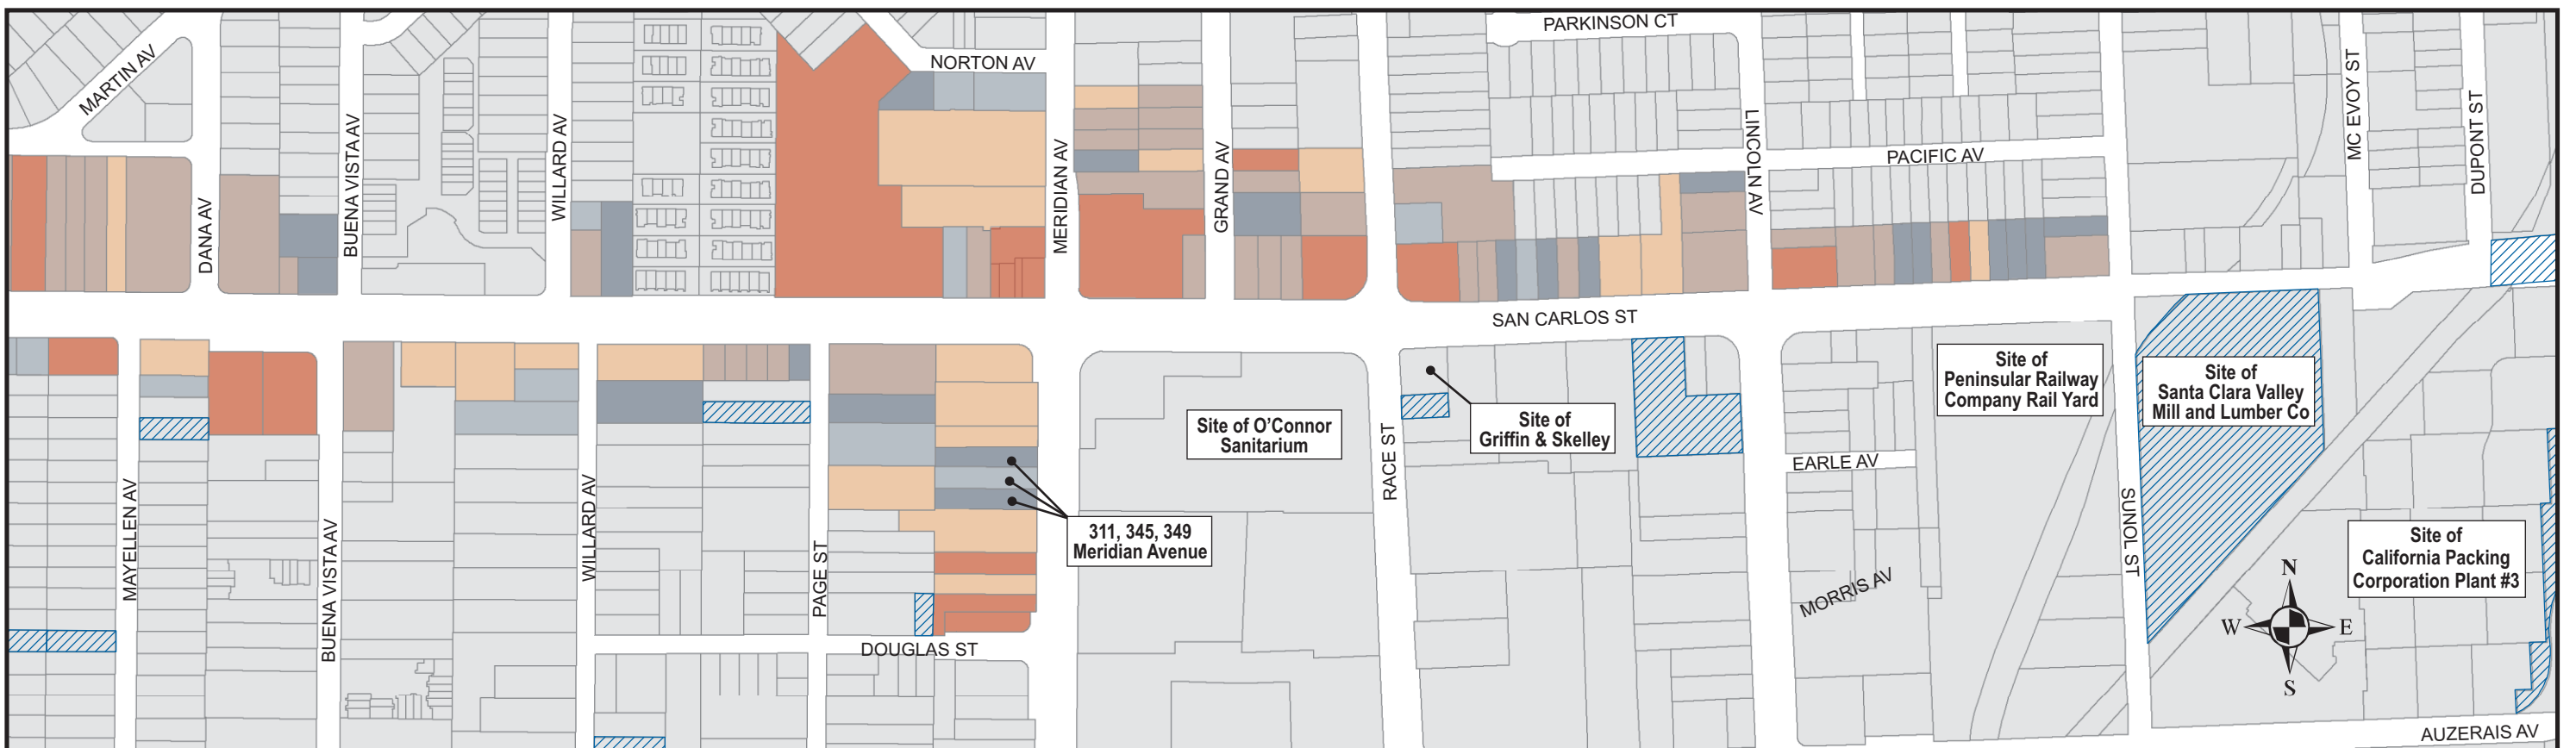 PARKINSON CT
MARTIN AV
NORTON AV
MC EVOY ST
DUPONT ST
DANA AV
BUENA VISTA AV
WILLARD AV
MERIDIAN AV
GRAND AV
LINCOLN AV
PACIFIC AV
SAN CARLOS ST
Site of
Peninsular Railway
Company Rail Yard
Site of
Santa Clara Valley
Mill and Lumber Co
Site of O'Connor
Sanitarium
Site of
Griffin & Skelley
RACE ST
EARLE AV
MAYELLEN AV
BUENA VISTA AV
WILLARD AV
PAGE ST
311, 345, 349
Meridian Avenue
SUNOL ST
Site of
California Packing
Corporation Plant #3
MORRIS AV
N
W
E
S
DOUGLAS ST
AUZERAIS AV